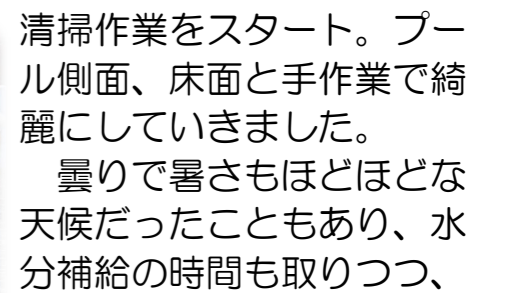 清掃作業をスタート。プー
ル側面、床面と手作業で綺
麗にしていきました。
　曇りで暑さもほどほどな
天候だったこともあり、水
分補給の時間も取りつつ、